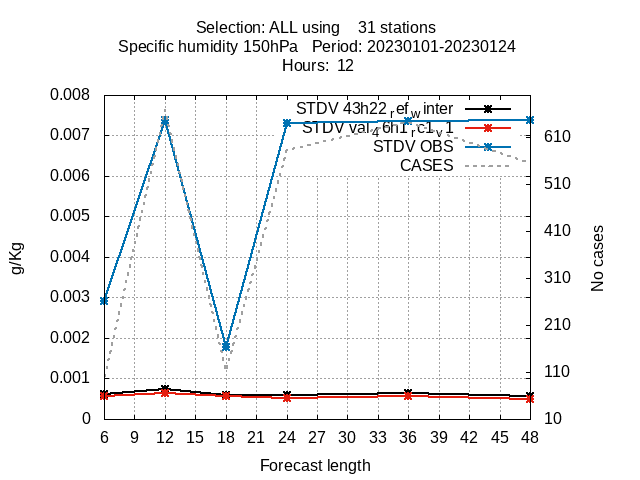 Selection: ALL using    31 stations
Specific humidity 150hPa   Period: 20230101-20230124
Hours:  12
STDV 43h22refwinter
STDV val46h1rc1v1
STDV OBS
CASES
0.008
0.007
0.006
0.005
0.004
0.003
0.002
0.001
0
g/Kg
610
510
410
310
210
110
10
No cases
6 9 12 15 18 21 24 27 30 33 36 39 42 45 48
Forecast length